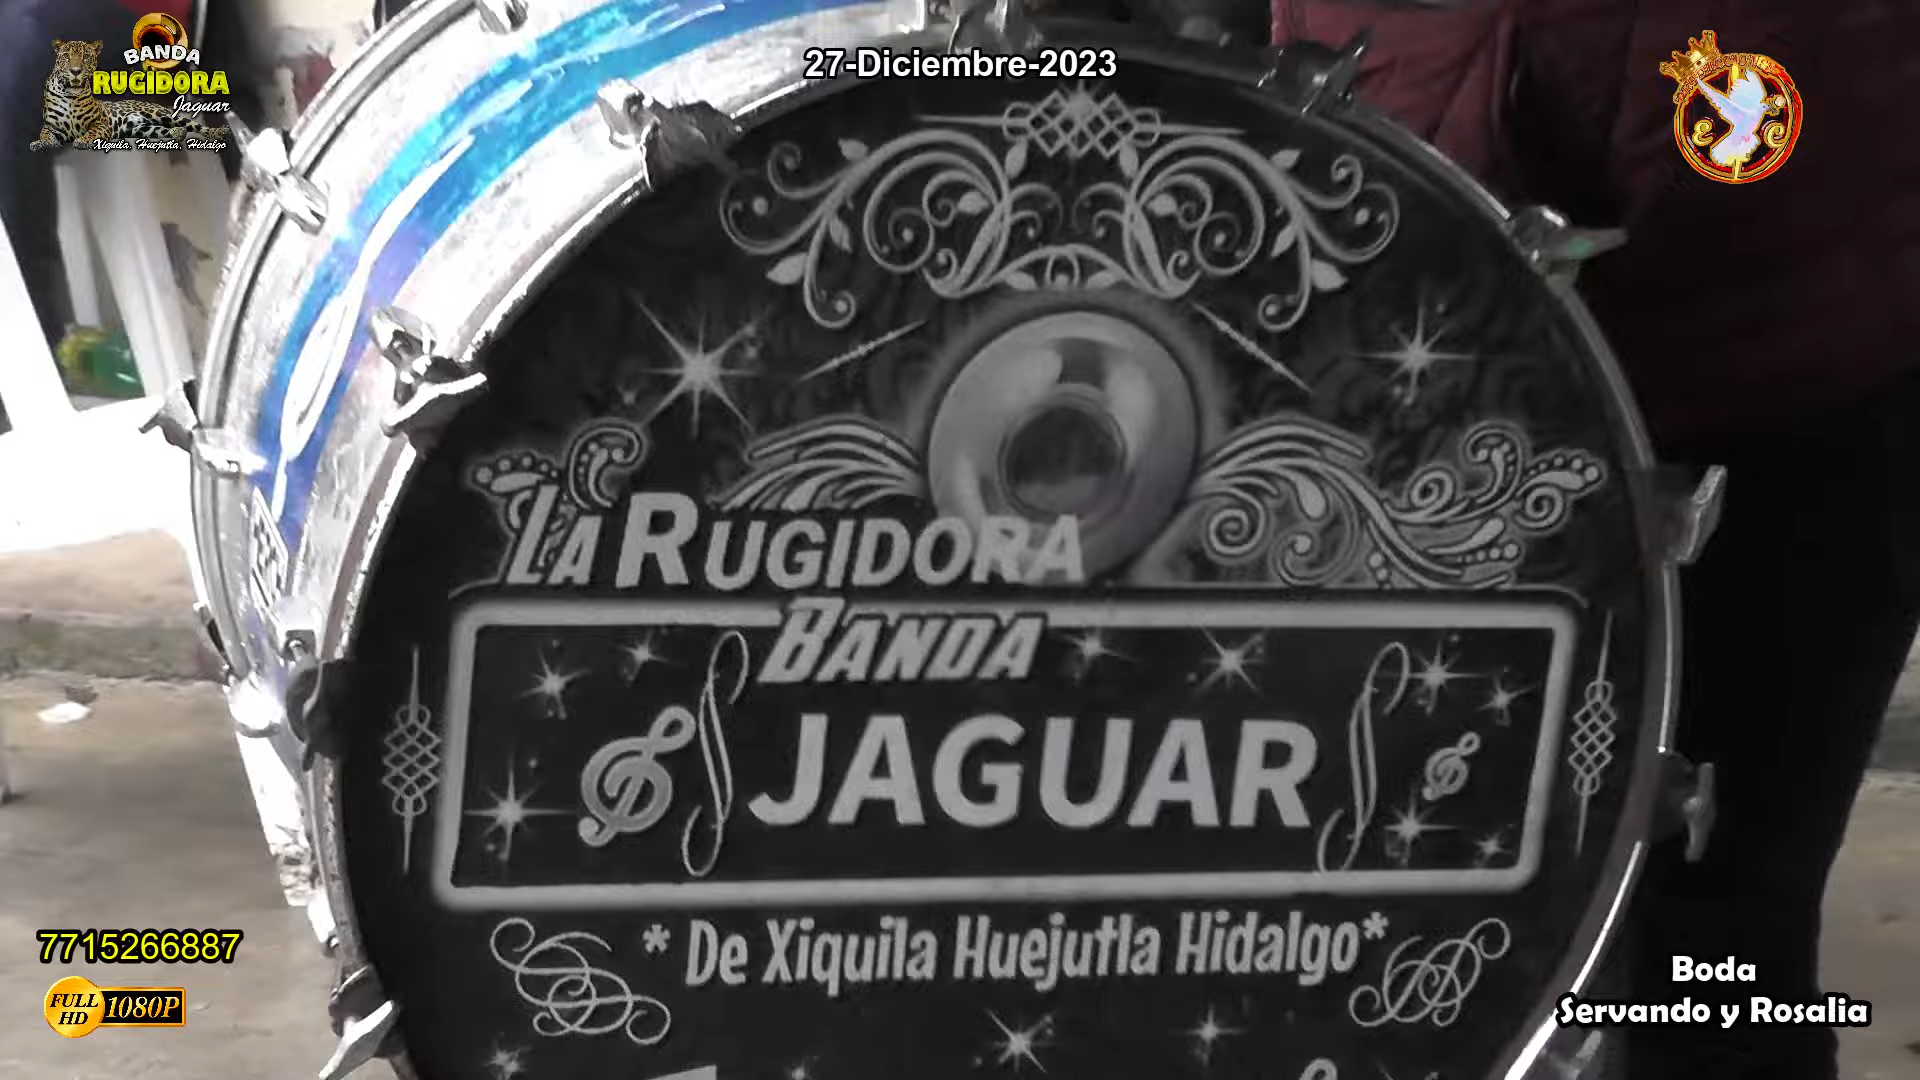 BANDA
RUGIDORA
Jaguar
Xiquila, Huejutla, Hidalgo
27-Diciembre-2023
E C
LA RUGIDORA
BANDA
JAGUAR
* De Xiquila Huejutla Hidalgo*
7715266887
FULL HD 1080P
Boda
Servando y Rosalia